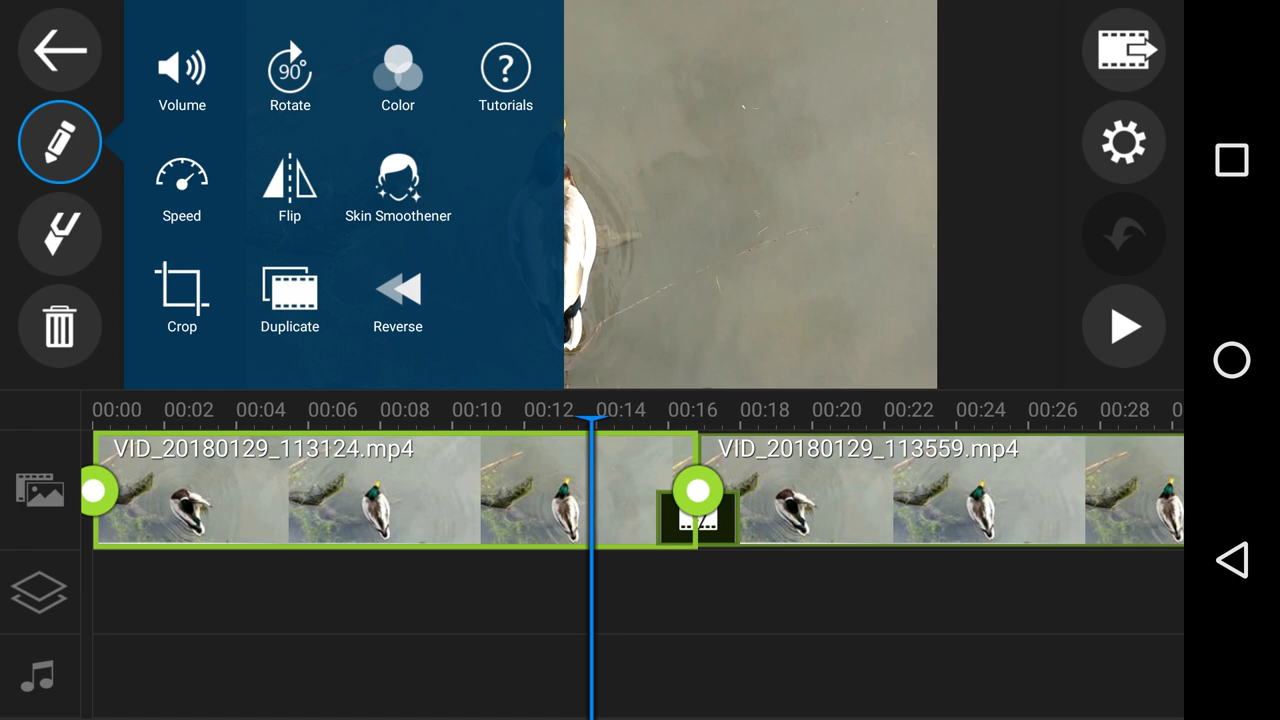 Volume
Rotate
Color
Tutorials
90°
?
Speed
Flip
Skin Smoothener
Crop
Duplicate
Reverse
00:00 00:02 00:04 00:06 00:08 00:10 00:12 00:14 00:16 00:18 00:20 00:22 00:24 00:26 00:28 0
VID_20180129_113124.mp4
VID_20180129_113559.mp4